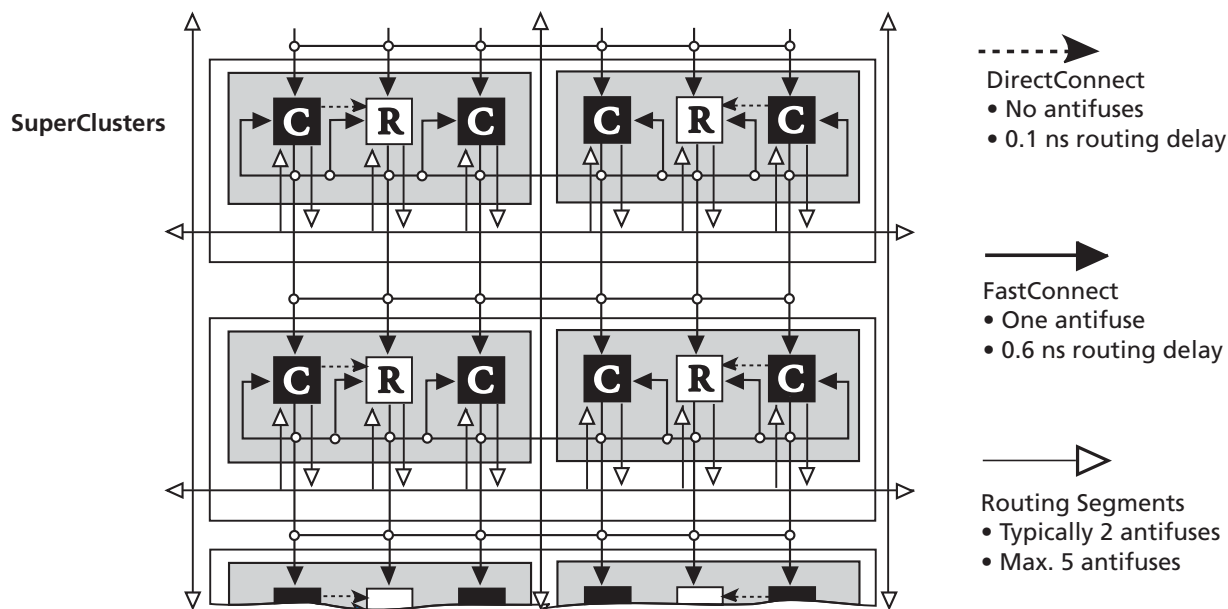 SuperClusters
C R C C R C
C R C C R C
DirectConnect
• No antifuses
• 0.1 ns routing delay
FastConnect
• One antifuse
• 0.6 ns routing delay
Routing Segments
• Typically 2 antifuses
• Max. 5 antifuses